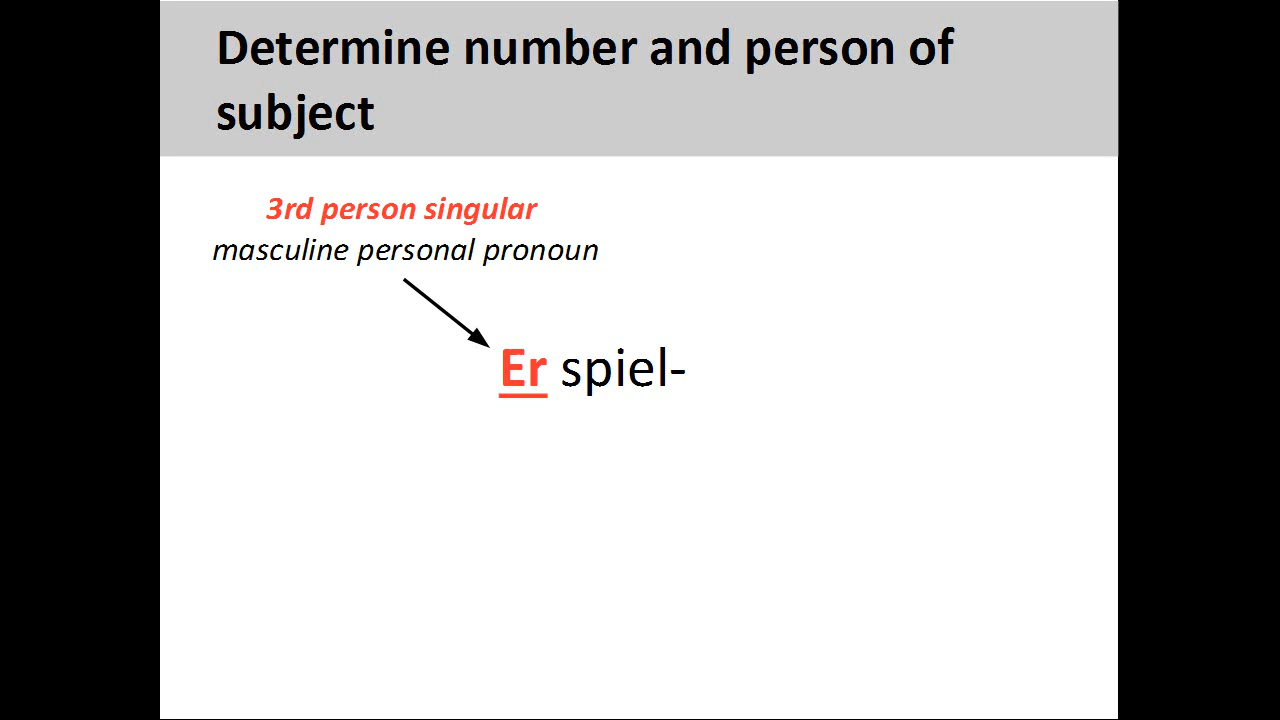 Determine number and person of
subject
3rd person singular
masculine personal pronoun
Er spiel-